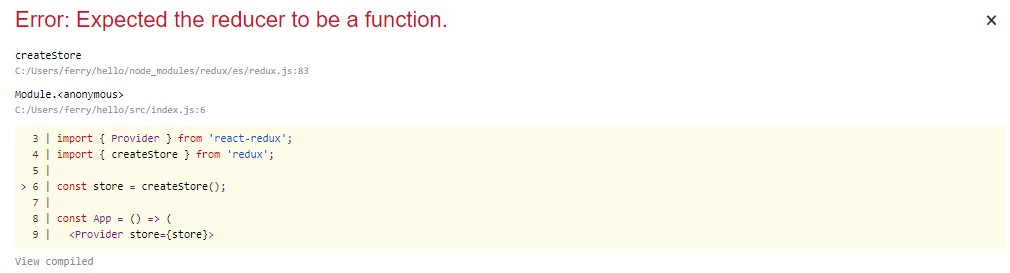 Error: Expected the reducer to be a function.
×
createStore
C:/Users/ferry/hello/node_modules/redux/es/redux.js:83
Module.<anonymous>
C:/Users/ferry/hello/src/index.js:6
3 | import { Provider } from 'react-redux';
4 | import { createStore } from 'redux';
5 |
> 6 | const store = createStore();
7 |
8 | const App = () => (
9 |   <Provider store={store}>
View compiled